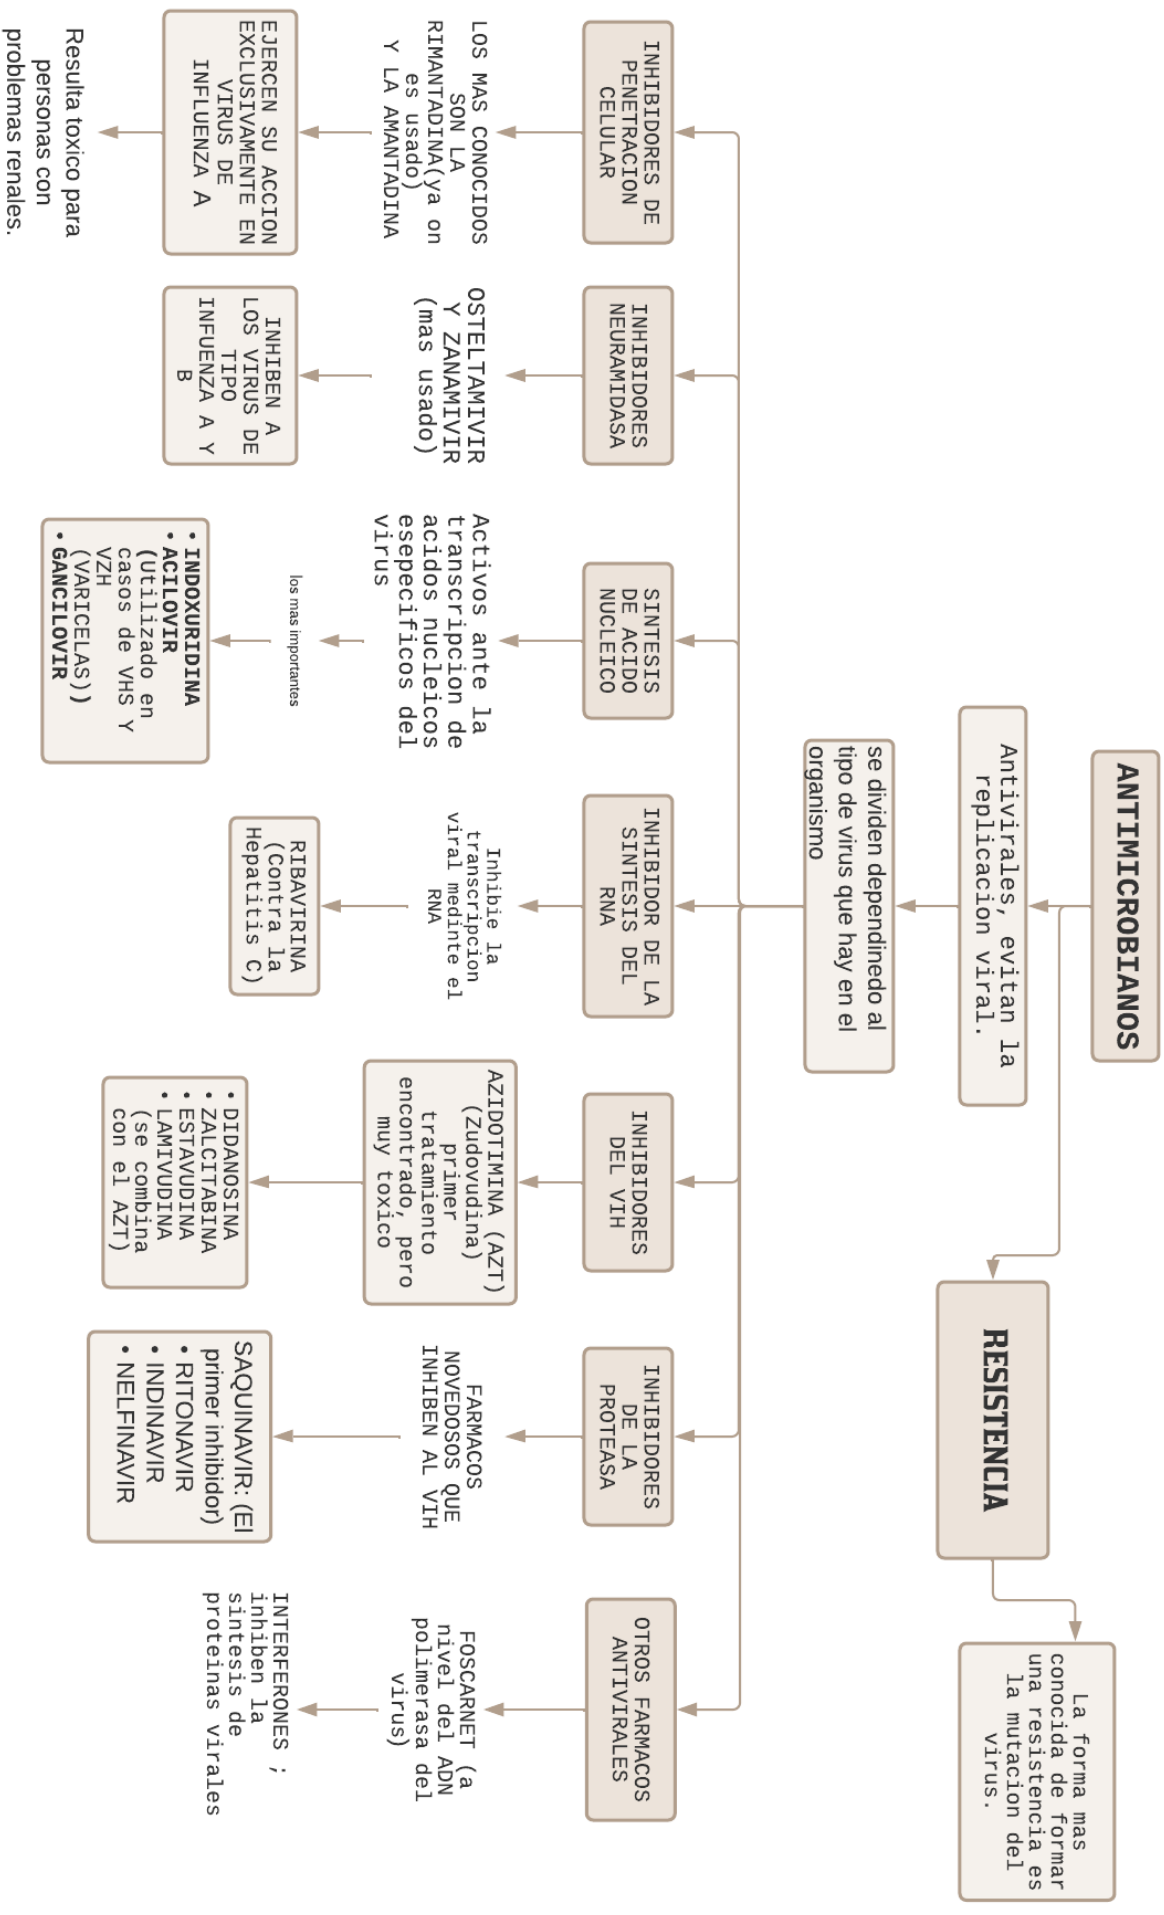 ANTIMICROBIANOS
Antivirales, evitan la
replicacion viral.
se dividen dependinedo al
tipo de virus que hay en el
organismo
RESISTENCIA
La forma mas
conocida de formar
una resistencia es
la mutacion del
virus.
INHIBIDORES DE
PENETRACION
CELULAR
LOS MAS CONOCIDOS
SON LA
RIMANTADINA(ya on
es usado)
Y LA AMANTADINA
EJERCEN SU ACCION
EXCLUSIVAMENTE EN
VIRUS DE
INFLUENZA A
Resulta toxico para
personas con
problemas renales.
INHIBIDORES
NEURAMIDASA
OSTELTAMIVIR
Y ZANAMIVIR
(mas usado)
INHIBEN A
LOS VIRUS DE
TIPO
INFUENZA A Y
B
SINTESIS
DE ACIDO
NUCLEICO
Activos ante la
transcripcion de
acidos nucleicos
esepecificos del
virus
los mas importantes
• INDOXURIDINA
• ACILOVIR
(Utilizado en
casos de VHS Y
VZH
(VARICELAS))
• GANCILOVIR
INHIBIDOR DE LA
SINTESIS DEL
RNA
Inhibie la
transcripcion
viral medinte el
RNA
RIBAVIRINA
(Contra la
Hepatitis C)
INHIBIDORES
DEL VIH
AZIDOTIMINA (AZT)
(Zudovudina)
primer
tratamiento
encontrado, pero
muy toxico
• DIDANOSINA
• ZALCITABINA
• ESTAVUDINA
• LAMIVUDINA
(se combina
con el AZT)
INHIBIDORES
DE LA
PROTEASA
FARMACOS
NOVEDOSOS QUE
INHIBEN AL VIH
SAQUINAVIR: (El
primer inhibidor)
• RITONAVIR
• INDINAVIR
• NELFINAVIR
OTROS FARMACOS
ANTIVIRALES
FOSCARNET (a
nivel del ADN
polimerasa del
virus)
INTERFERONES ;
inhiben la
sintesis de
proteinas virales